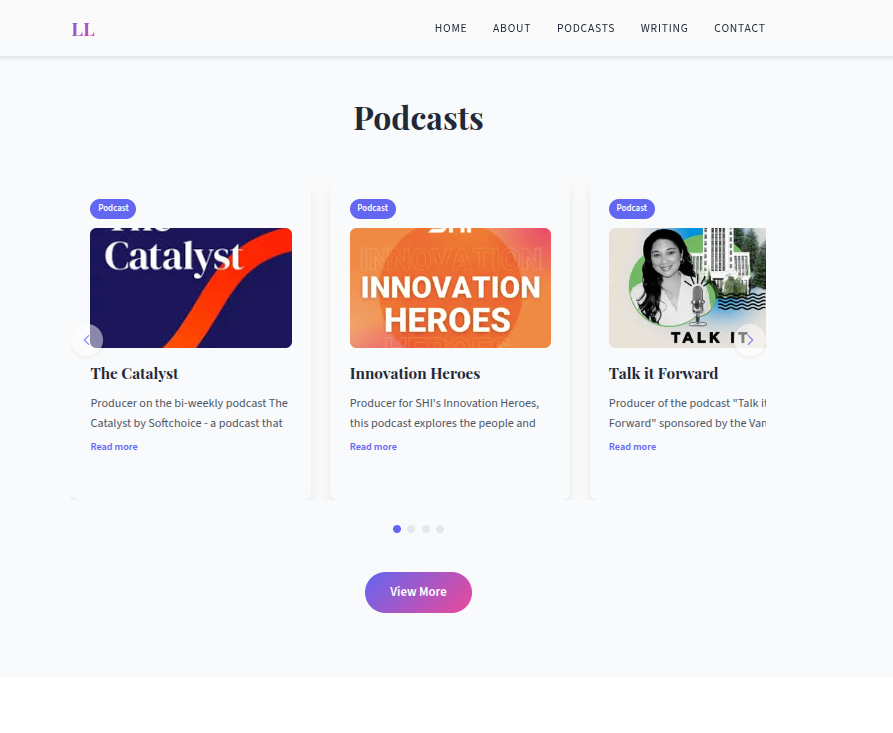 LL
HOME ABOUT PODCASTS WRITING CONTACT
Podcasts
Podcast
The
Catalyst
The Catalyst
Producer on the bi-weekly podcast The
Catalyst by Softchoice - a podcast that
Read more
Podcast
SHI
INNOVATION
INNOVATION
HEROES
HEROES
Innovation Heroes
Producer for SHI's Innovation Heroes,
this podcast explores the people and
Read more
Podcast
TALK IT
Talk it Forward
Producer of the podcast "Talk it
Forward" sponsored by the Van
Read more
View More